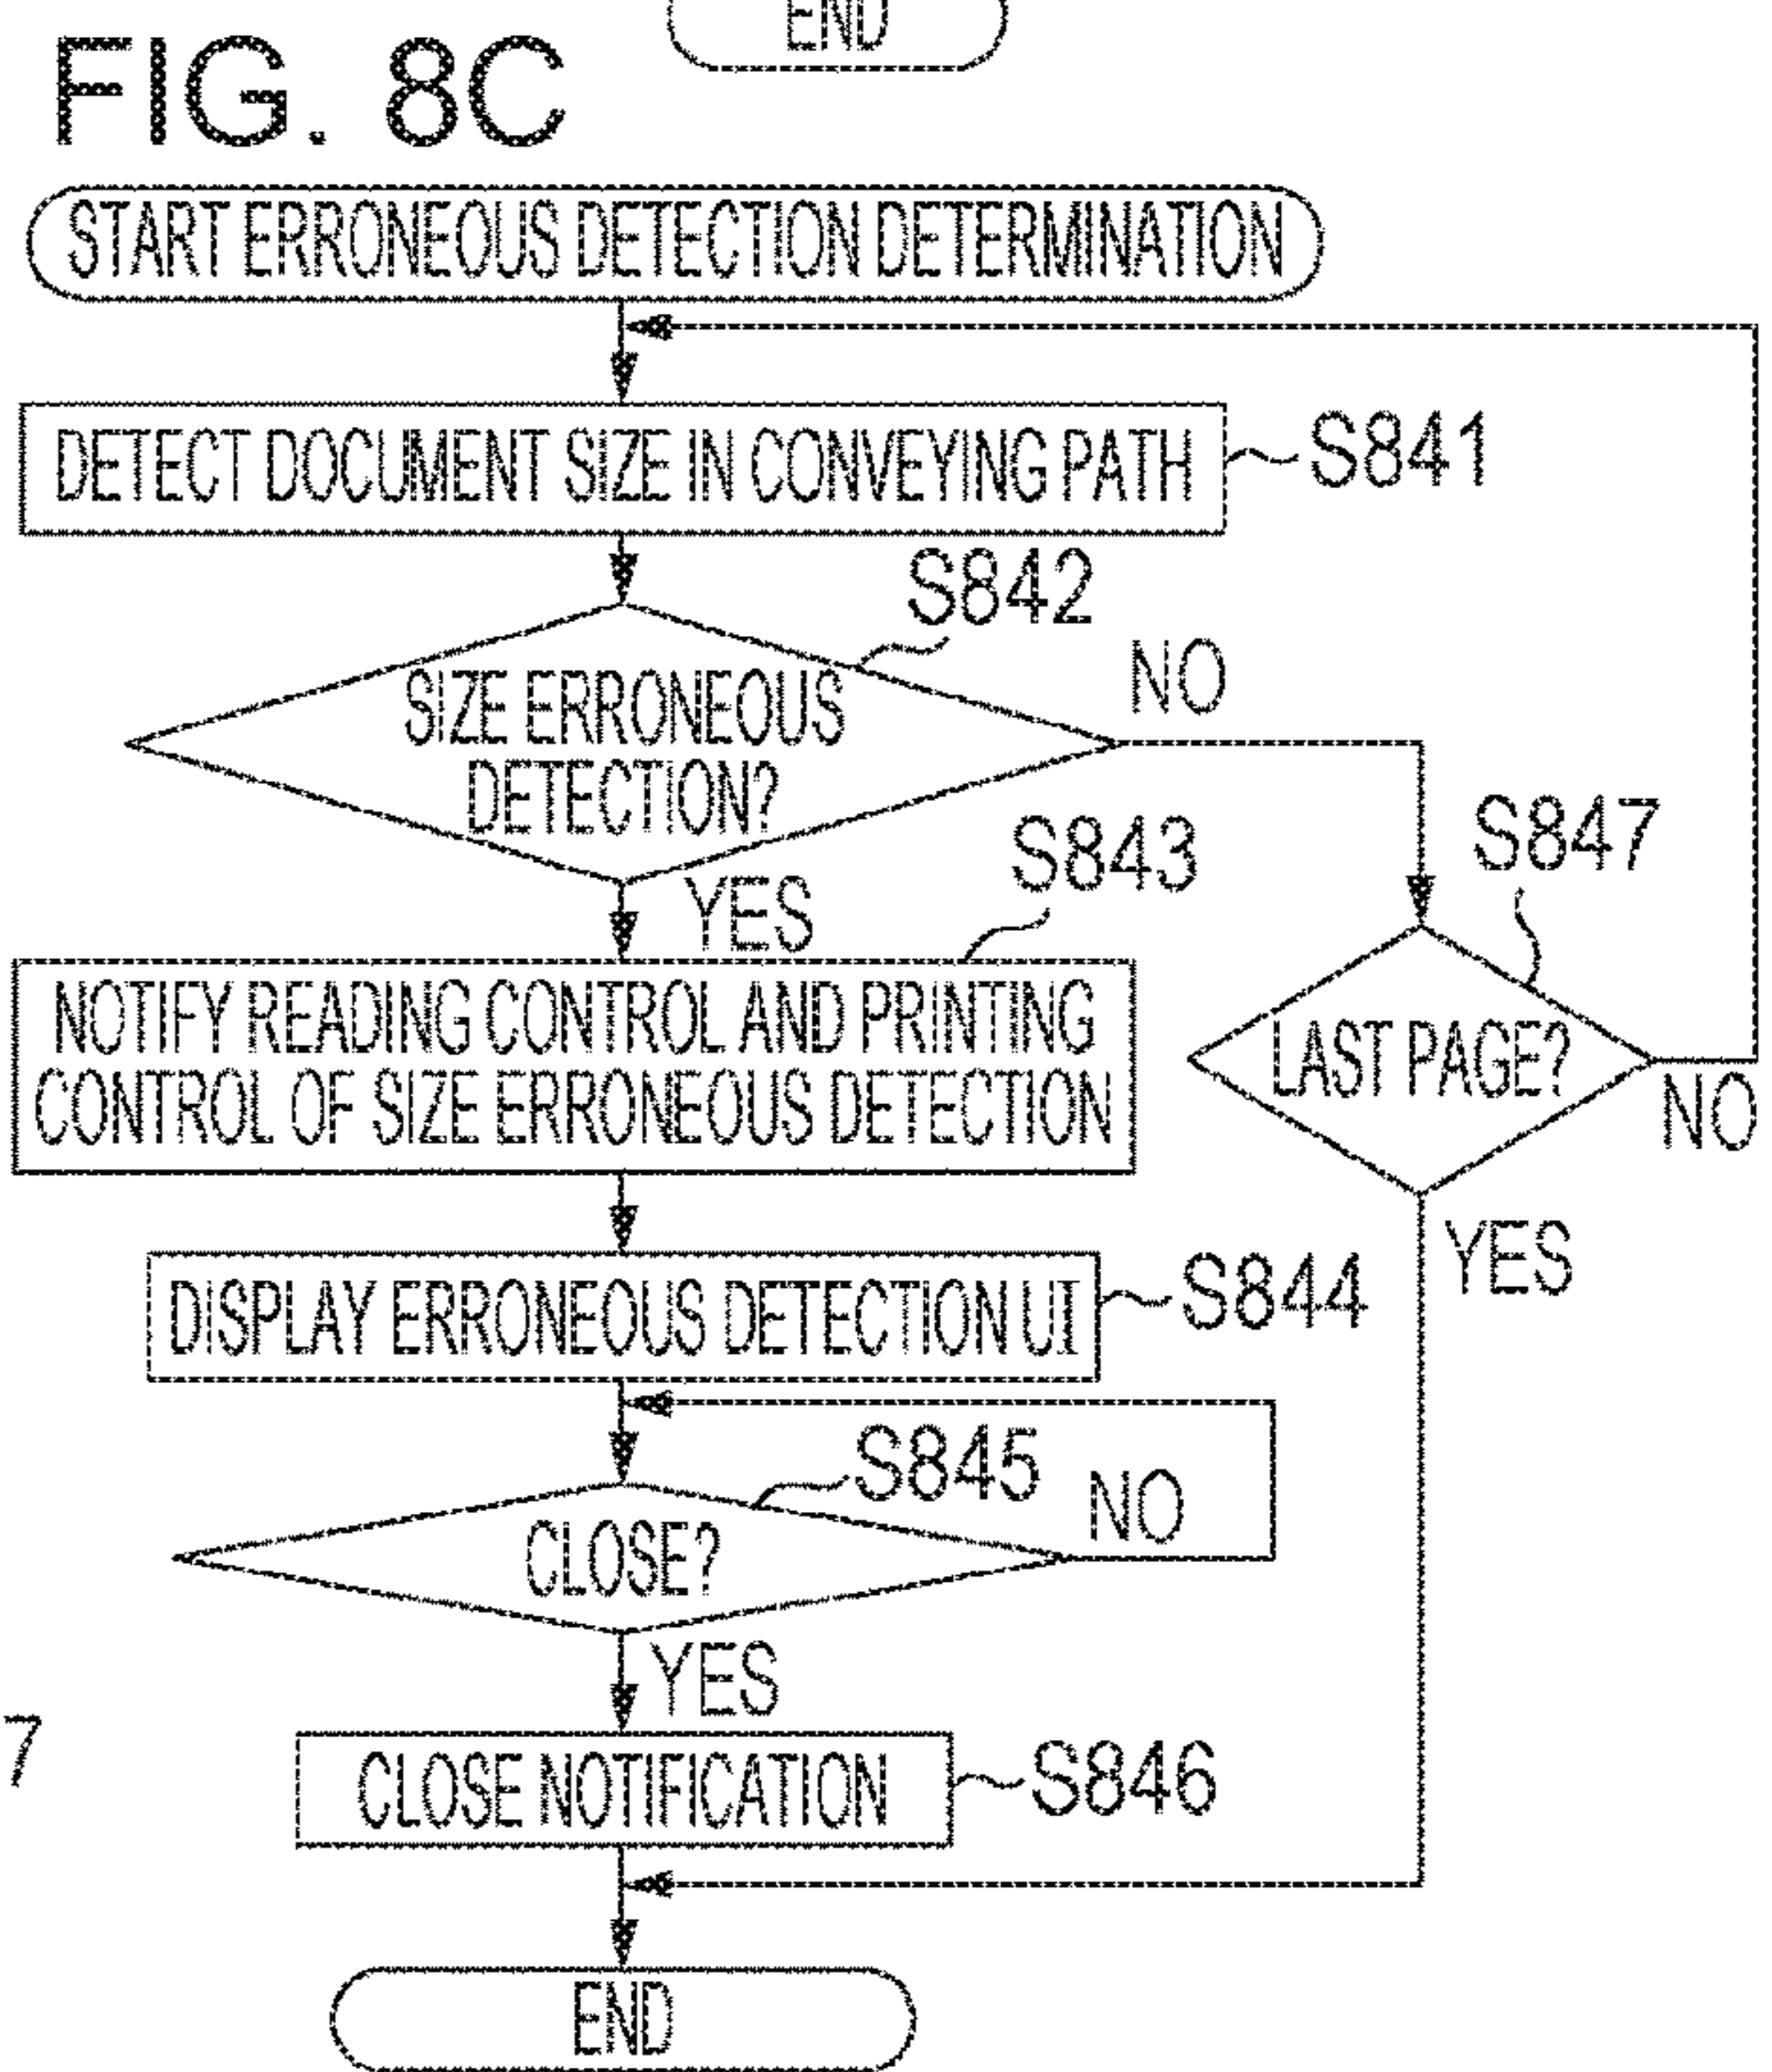 END
FIG. 8C
START ERRONEOUS DETECTION DETERMINATION
DETECT DOCUMENT SIZE IN CONVEYING PATH
S841
S842
SIZE ERRONEOUS
DETECTION?
NO
YES
S843
S847
NOTIFY READING CONTROL AND PRINTING
CONTROL OF SIZE ERRONEOUS DETECTION
LAST PAGE?
NO
YES
DISPLAY ERRONEOUS DETECTION UI
S844
S845
CLOSE?
NO
YES
7
CLOSE NOTIFICATION
S846
END